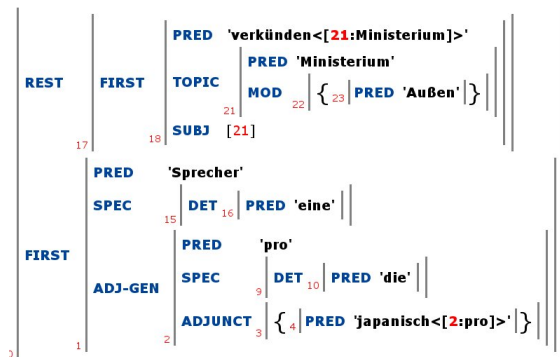 PRED 'verkünden<[21:Ministerium]>'
PRED 'Ministerium'
REST FIRST TOPIC
MOD { 23 PRED 'Außen' }
21 22
SUBJ [21]
17 18
PRED 'Sprecher'
SPEC DET PRED 'eine'
15 16
PRED 'pro'
FIRST
SPEC DET PRED 'die'
ADJ-GEN 9 10
ADJUNCT { 4 PRED 'japanisch<[2:pro]>' }
0 1 2 3